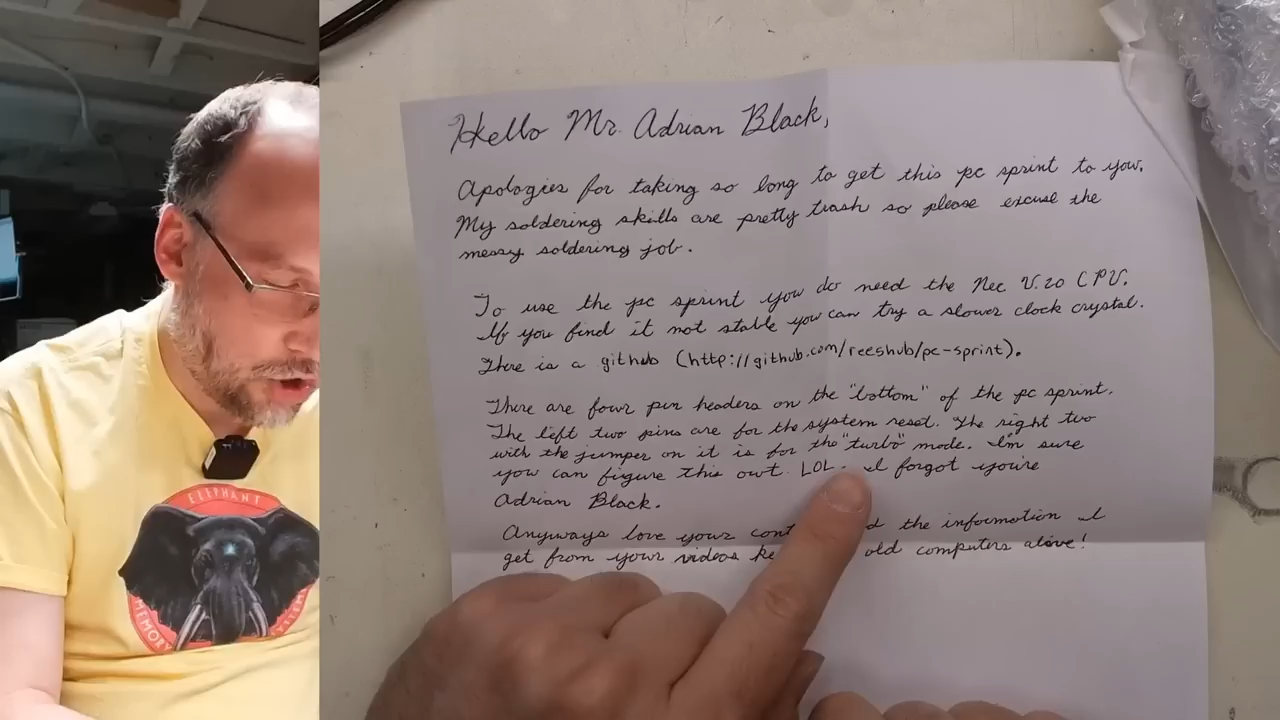 Hello Mr. Adrian Black,
Apologies for taking so long to get this pc sprint to you.
My soldering skills are pretty trash so please excuse the
messy soldering job.
To use the pc sprint you do need the Nec V.20 CPU.
If you find it not stable you can try a slower clock crystal.
There is a github (http://github.com/reeshub/pc-sprint).
There are four pin headers on the "bottom" of the pc sprint.
The left two pins are for the system reset. The right two
with the jumper on it is for the "turbo" mode. I'm sure
you can figure this out LOL. I forgot you're
Adrian Black.
Anyways love your the information I
get from your videos old computers alive!
ELEPHANT
MEMORY